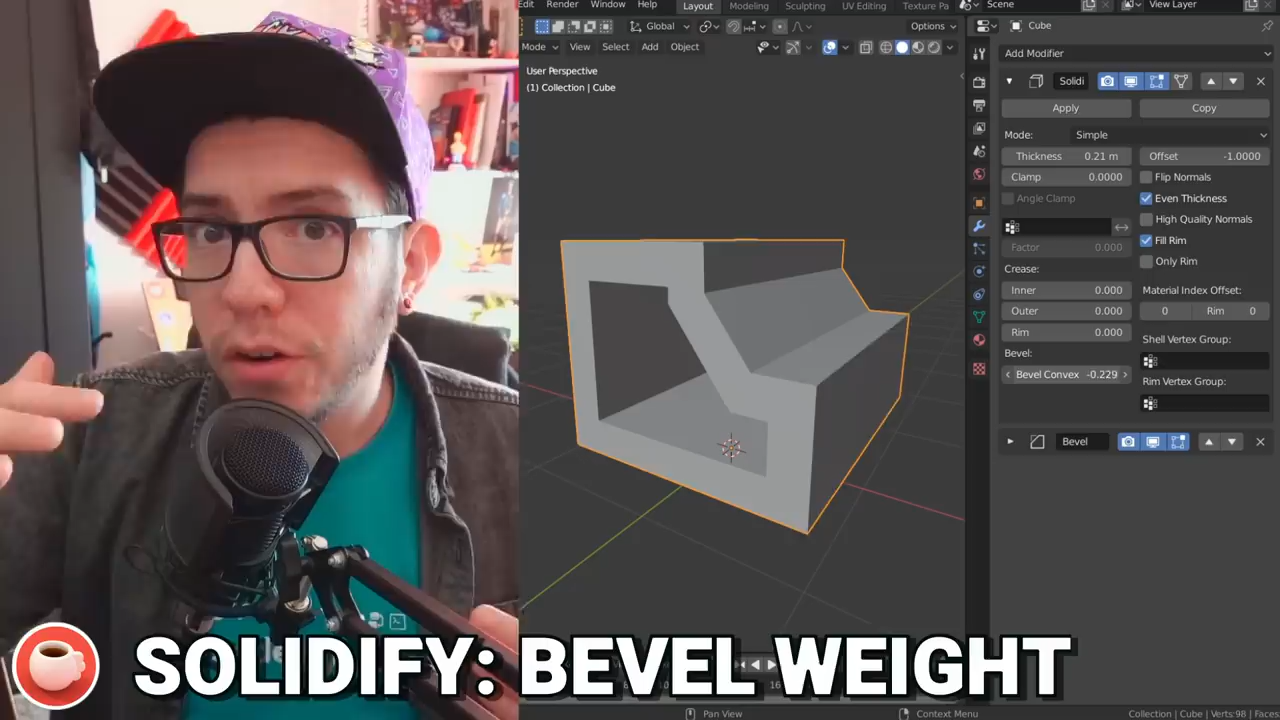 Edit Render Window Help Layout Modeling Sculpting UV Editing Texture Pa Scene View Layer
Global Options Cube
Mode View Select Add Object Add Modifier
User Perspective
(1) Collection | Cube
Solidi
Apply Copy
Mode: Simple
Thickness 0.21 m Offset -1.0000
Clamp 0.0000 Flip Normals
Angle Clamp Even Thickness
High Quality Normals
Factor 0.000 Fill Rim
Crease: Only Rim
Inner 0.000 Material Index Offset:
Outer 0.000 0 Rim 0
Rim 0.000 Shell Vertex Group:
Bevel:
Bevel Convex -0.229 Rim Vertex Group:
Bevel
SOLIDIFY: BEVEL WEIGHT
Pan View Context Menu Collection | Cube | Verts:98 | Faces